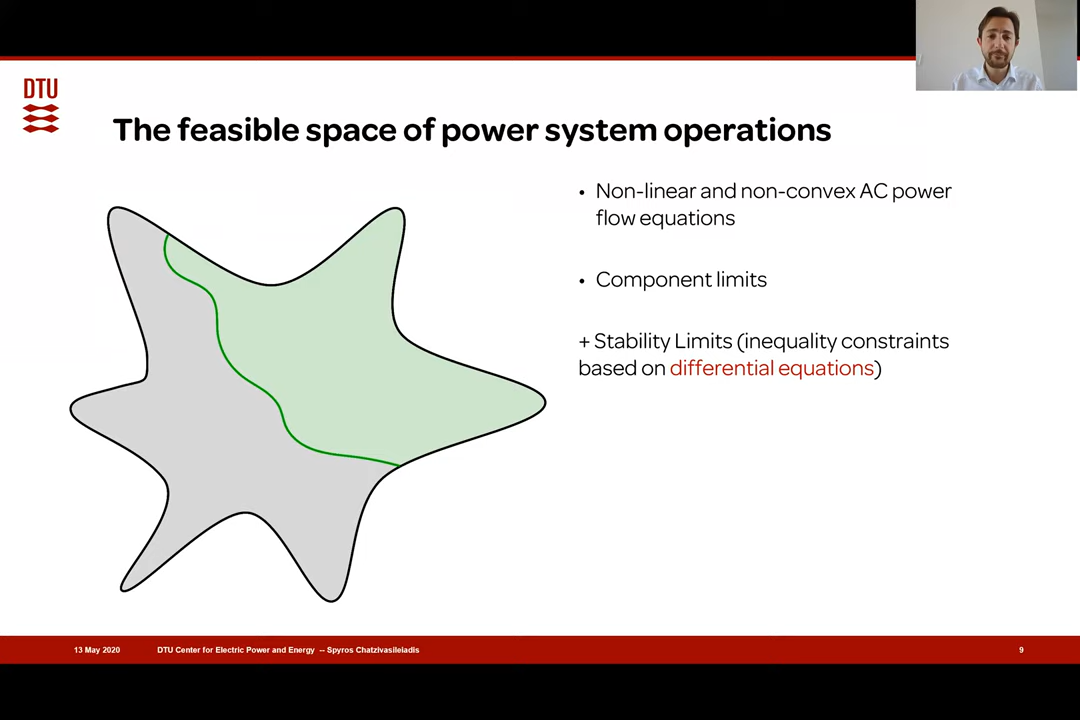 DTU
The feasible space of power system operations
• Non-linear and non-convex AC power
flow equations
• Component limits
+ Stability Limits (inequality constraints
based on differential equations)
13 May 2020 DTU Center for Electric Power and Energy -- Spyros Chatzivasileiadis 9